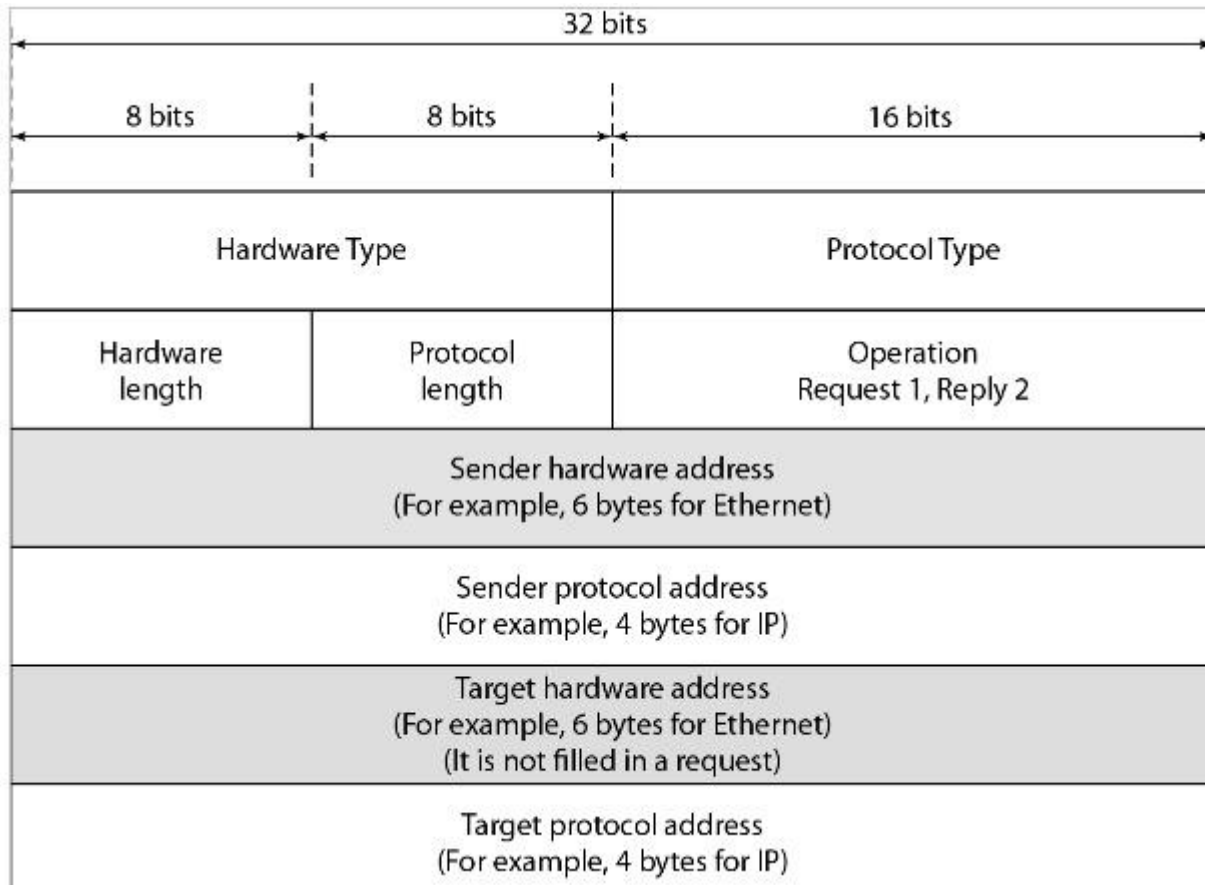 32 bits
8 bits
8 bits
16 bits
Hardware Type
Protocol Type
Hardware
length
Protocol
length
Operation
Request 1, Reply 2
Sender hardware address
(For example, 6 bytes for Ethernet)
Sender protocol address
(For example, 4 bytes for IP)
Target hardware address
(For example, 6 bytes for Ethernet)
(It is not filled in a request)
Target protocol address
(For example, 4 bytes for IP)